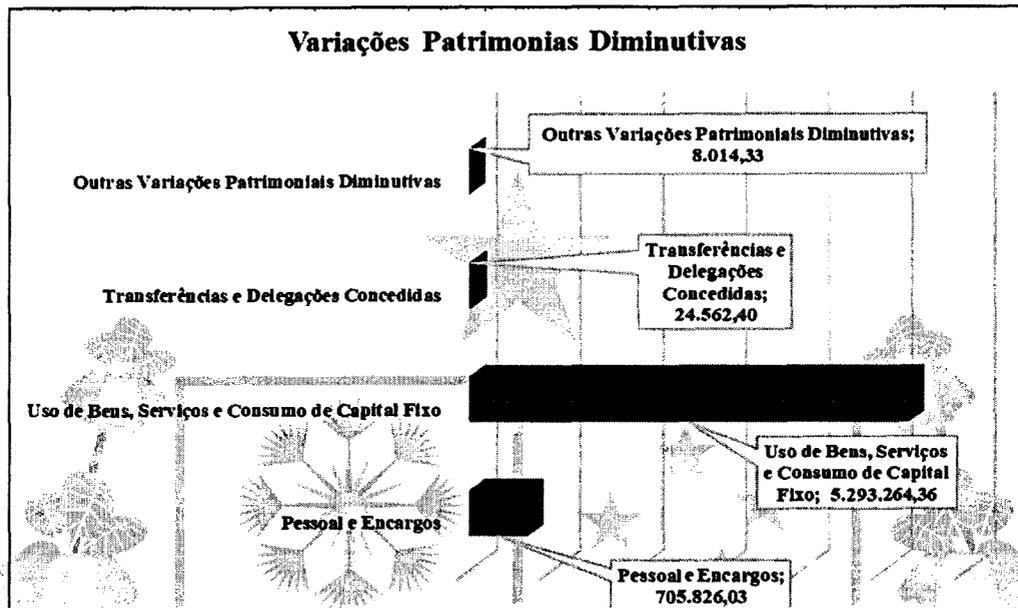 Variações Patrimonias Diminutivas
Outras Variações Patrimoniais Diminutivas;
8.014,33
Outras Variações Patrimoniais Diminutivas
Transferências e
Delegações
Concedidas;
24.562,40
Transferências e Delegações Concedidas
Uso de Bens, Serviços e Consumo de Capital Fixo
Uso de Bens, Serviços
e Consumo de Capital
Fixo; 5.293.264,36
Pessoal e Encargos
Pessoal e Encargos;
705.826,03